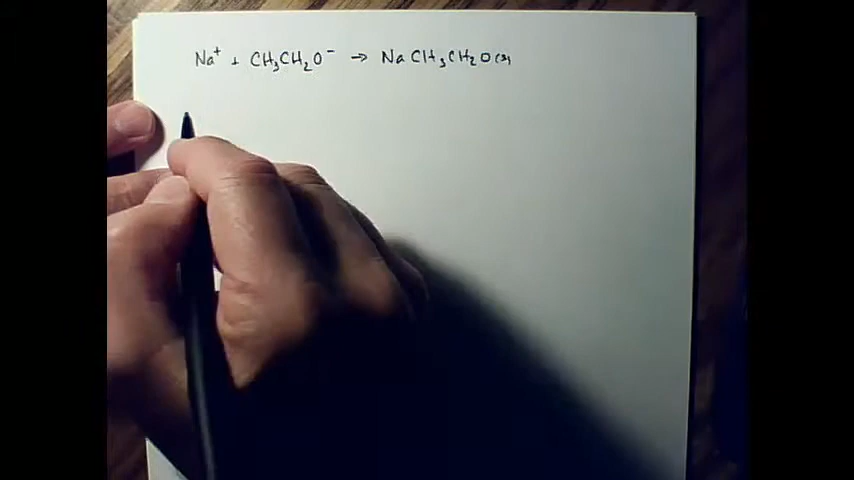 Na⁺ + CH₃CH₂O⁻ → NaCH₃CH₂O(s)